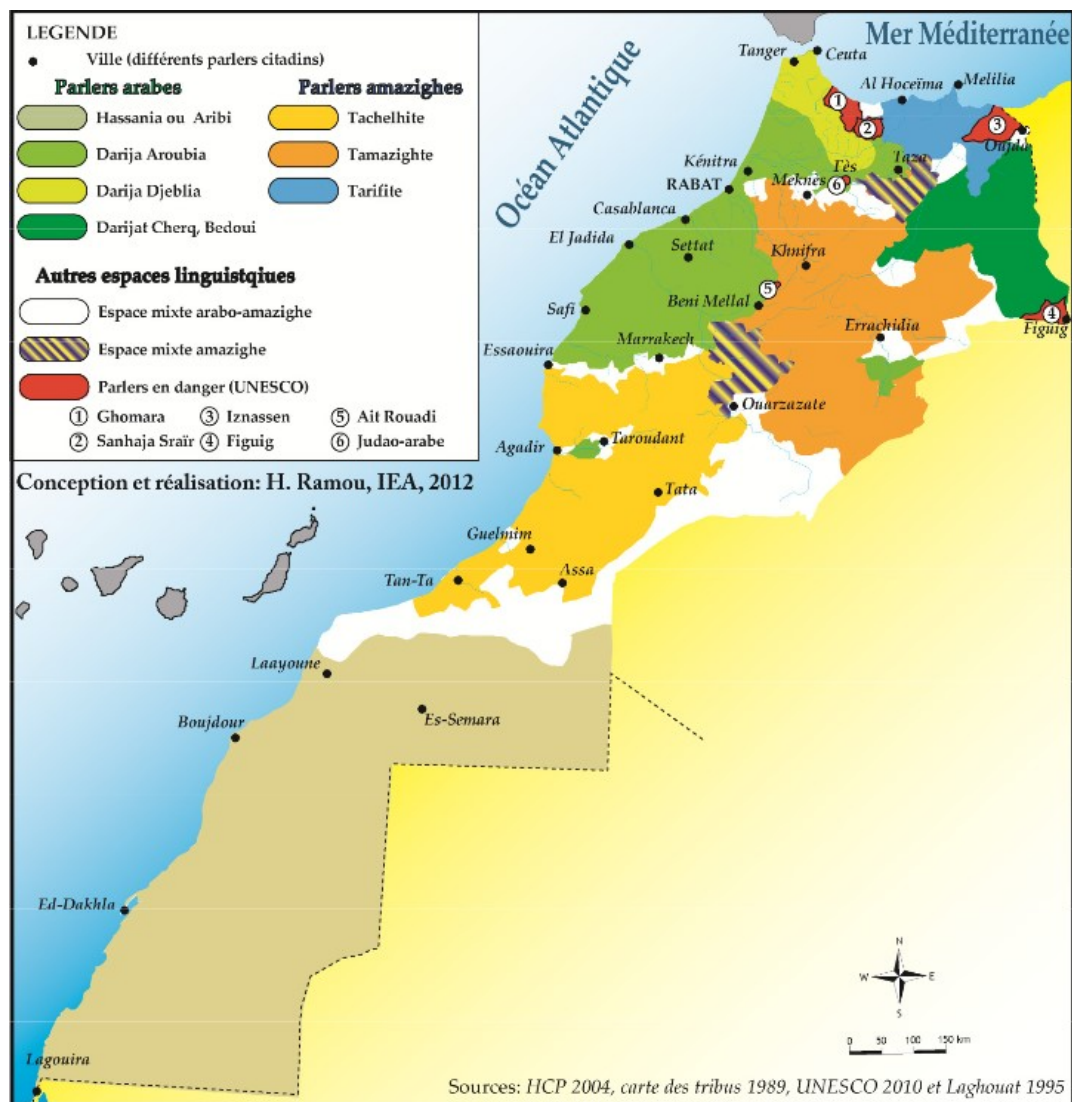 LEGENDE
Ville (différents parlers citadins)
Parlers arabes
Parlers amazighes
Hassania ou Aribi
Tachelhite
Darija Aroubia
Tamazighte
Darija Djeblia
Tarifite
Darijat Cherq, Bedoui
Autres espaces linguistqiues
Espace mixte arabo-amazighe
Espace mixte amazighe
Parlers en danger (UNESCO)
1 Ghomara
3 Iznassen
5 Ait Rouadi
2 Sanhaja Sraïr
4 Figuig
6 Judao-arabe
Conception et réalisation: H. Ramou, IEA, 2012
Océan Atlantique
Mer Méditerranée
Tanger
Ceuta
Al Hoceïma
Melilia
1
2
3
Oujda
Kénitra
Fès
Taza
RABAT
Meknès
6
Casablanca
El Jadida
Settat
Khnifra
5
Safi
Beni Mellal
4
Figuig
Errachidia
Marrakech
Essaouira
Ouarzazate
Agadir
Taroudant
Tata
Guelmim
Tan-Ta
Assa
Laayoune
Es-Semara
Boujdour
Ed-Dakhla
Lagouira
N
W
E
S
0 50 100 150 km
Sources: HCP 2004, carte des tribus 1989, UNESCO 2010 et Laghouat 1995